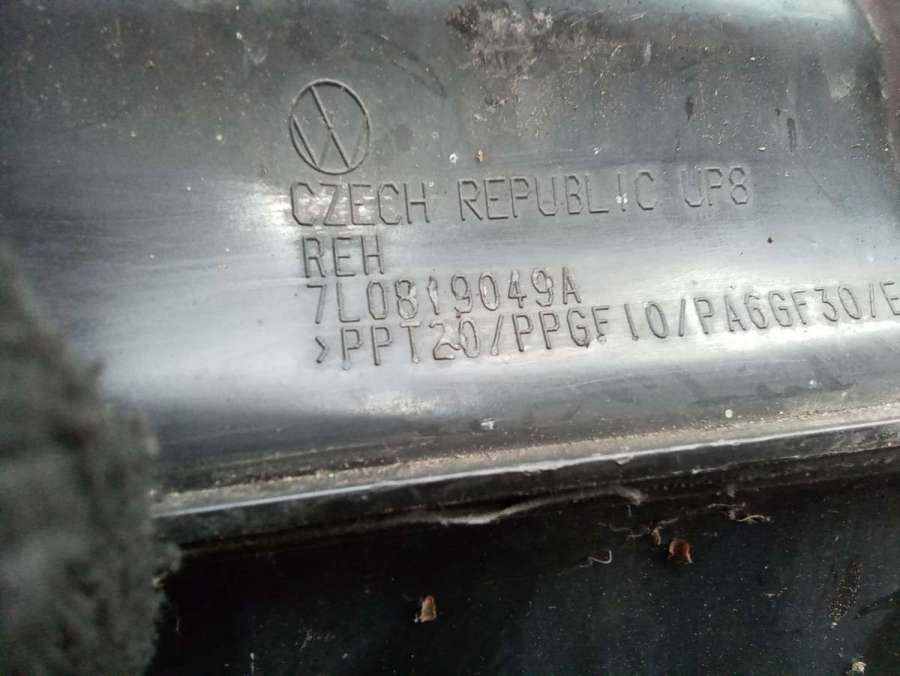 CZECH REPUBLIC UP8
REH
7L0819049A
>PPT20/PPGF10/PA6GF30/E